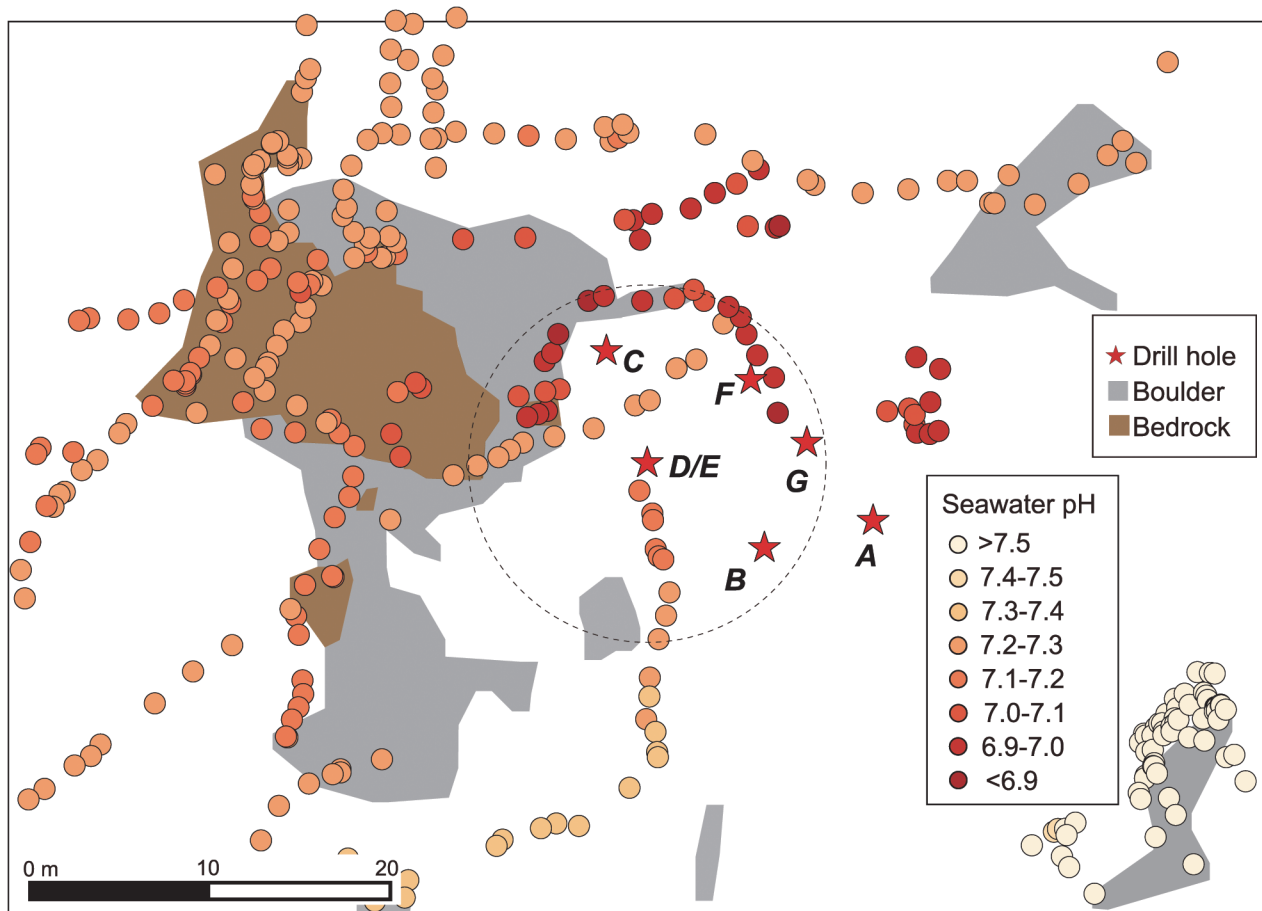 C
F
D/E
G
B
A
Drill hole
Boulder
Bedrock
Seawater pH
>7.5
7.4-7.5
7.3-7.4
7.2-7.3
7.1-7.2
7.0-7.1
6.9-7.0
<6.9
0 m 10 20